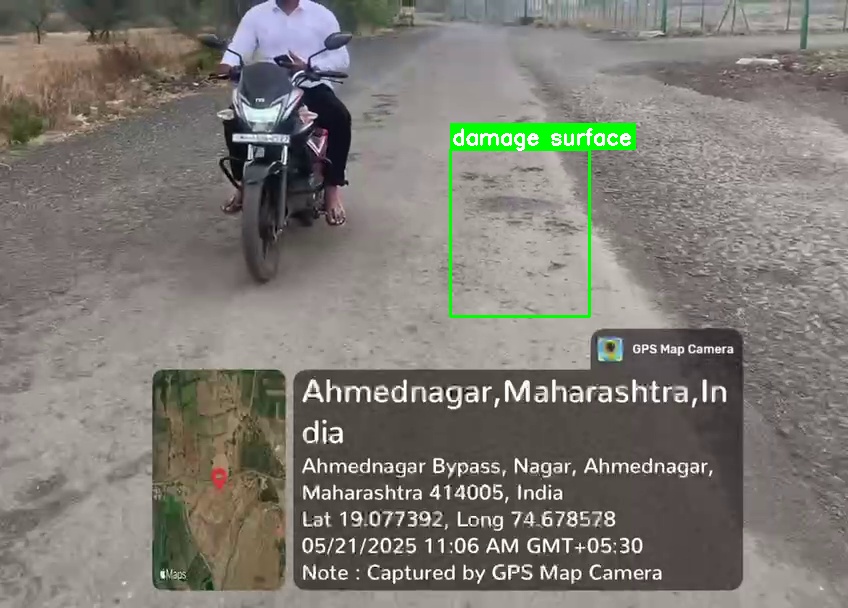 damage surface
GPS Map Camera
Ahmednagar,Maharashtra,In
dia
Ahmednagar Bypass, Nagar, Ahmednagar,
Maharashtra 414005, India
Lat 19.077392, Long 74.678578
05/21/2025 11:06 AM GMT+05:30
Note : Captured by GPS Map Camera
Maps